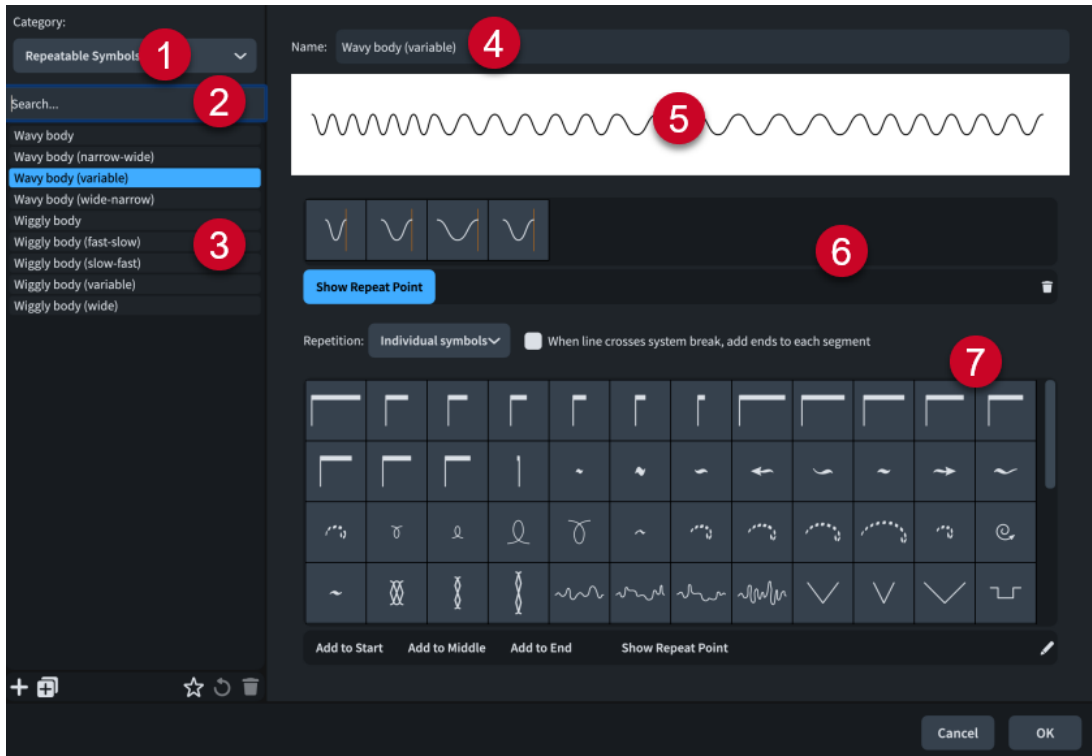 Category:
Repeatable Symbols
1
Search...
2
Wavy body
Wavy body (narrow-wide)
Wavy body (variable)
Wavy body (wide-narrow)
Wiggly body
Wiggly body (fast-slow)
Wiggly body (slow-fast)
Wiggly body (variable)
Wiggly body (wide)
3
Name: Wavy body (variable)
4
5
6
Show Repeat Point
Repetition: Individual symbols When line crosses system break, add ends to each segment
7
Add to Start Add to Middle Add to End Show Repeat Point
Cancel OK